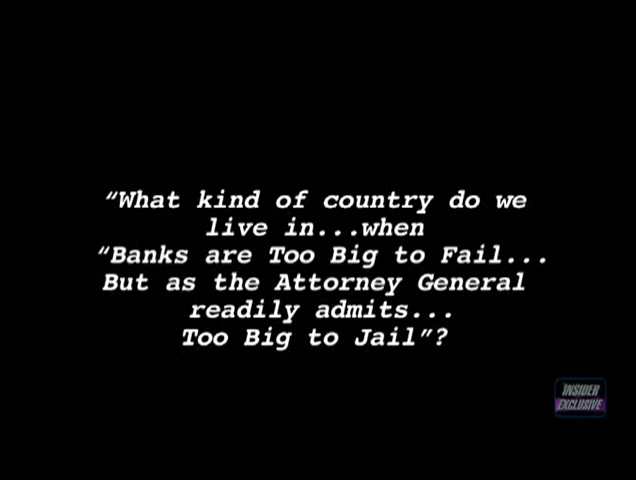 “What kind of country do we
live in...when
“Banks are Too Big to Fail...
But as the Attorney General
readily admits...
Too Big to Jail”?
INSIDER
EXCLUSIVE